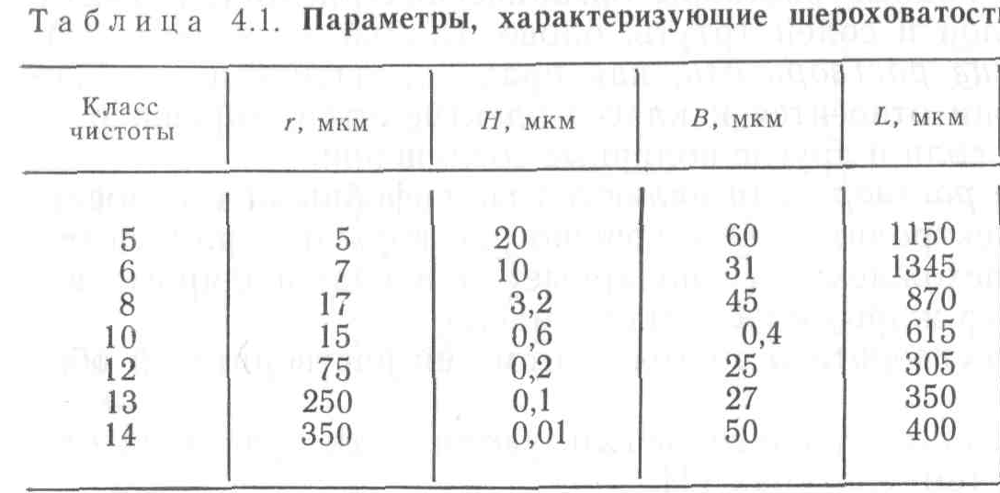 Таблица 4.1. Параметры, характеризующие шероховатост
Класс чистоты r, мкм H, мкм B, мкм L, мкм
5 5 20 60 1150
6 7 10 31 1345
8 17 3,2 45 870
10 15 0,6 0,4 615
12 75 0,2 25 305
13 250 0,1 27 350
14 350 0,01 50 400